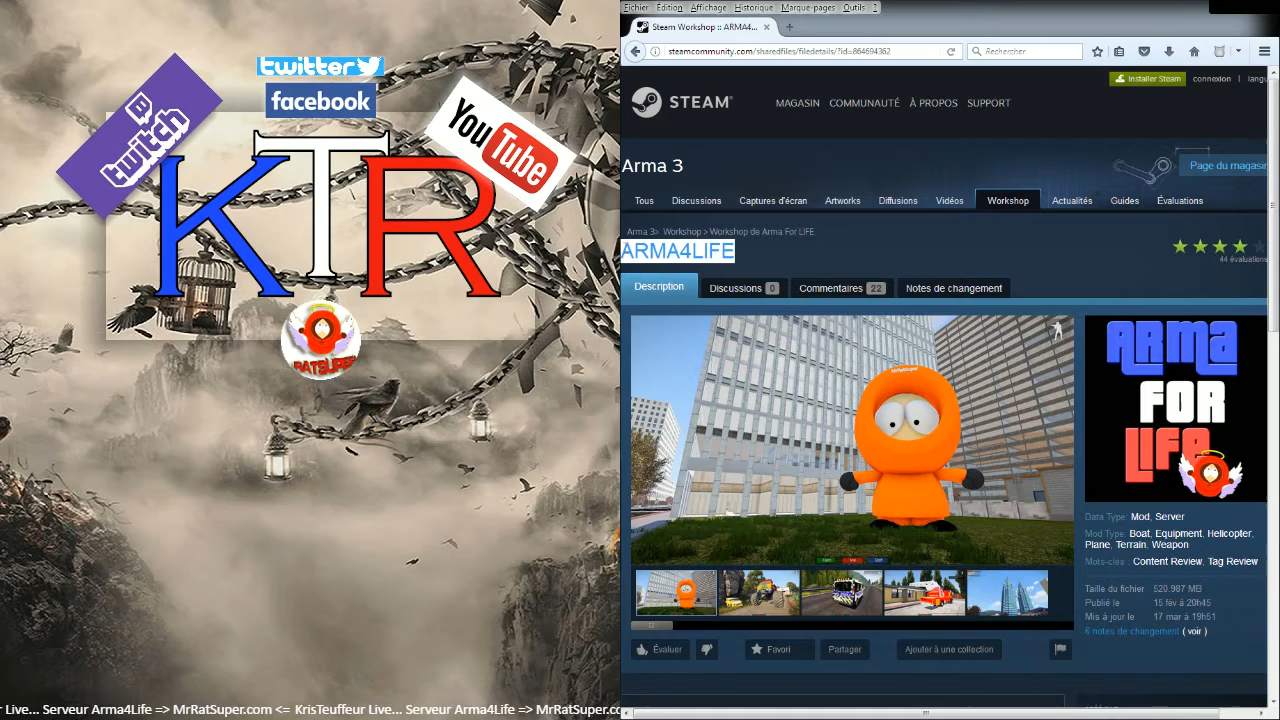 twitter
facebook
twitch
You Tube
KTR
RATSUPER
r Live... Serveur Arma4Life => MrRatSuper.com <= KrisTeuffeur Live... Serveur Arma4Life => MrRatSuper.co
Fichier Edition Affichage Historique Marque-pages Outils ?
Steam Workshop :: ARMA4... × +
steamcommunity.com/sharedfiles/filedetails/?id=864694362
Rechercher
Installer Steam connexion | langu
STEAM® MAGASIN COMMUNAUTÉ À PROPOS SUPPORT
Arma 3
Page du magasin
Tous Discussions Captures d'écran Artworks Diffusions Vidéos Workshop Actualités Guides Évaluations
Arma 3> Workshop > Workshop de Arma For LIFE
ARMA4LIFE
44 évaluations
Description Discussions 0 Commentaires 22 Notes de changement
MrRatSuper
ARMA
FOR
LIFE
Data Type: Mod, Server
Mod Type: Boat, Equipment, Helicopter,
Plane, Terrain, Weapon
Mots-clés : Content Review, Tag Review
Taille du fichier 520.987 MB
Publié le 15 fév à 20h45
Mis à jour le 17 mar à 19h51
6 notes de changement ( voir )
Évaluer Favori Partager Ajouter à une collection